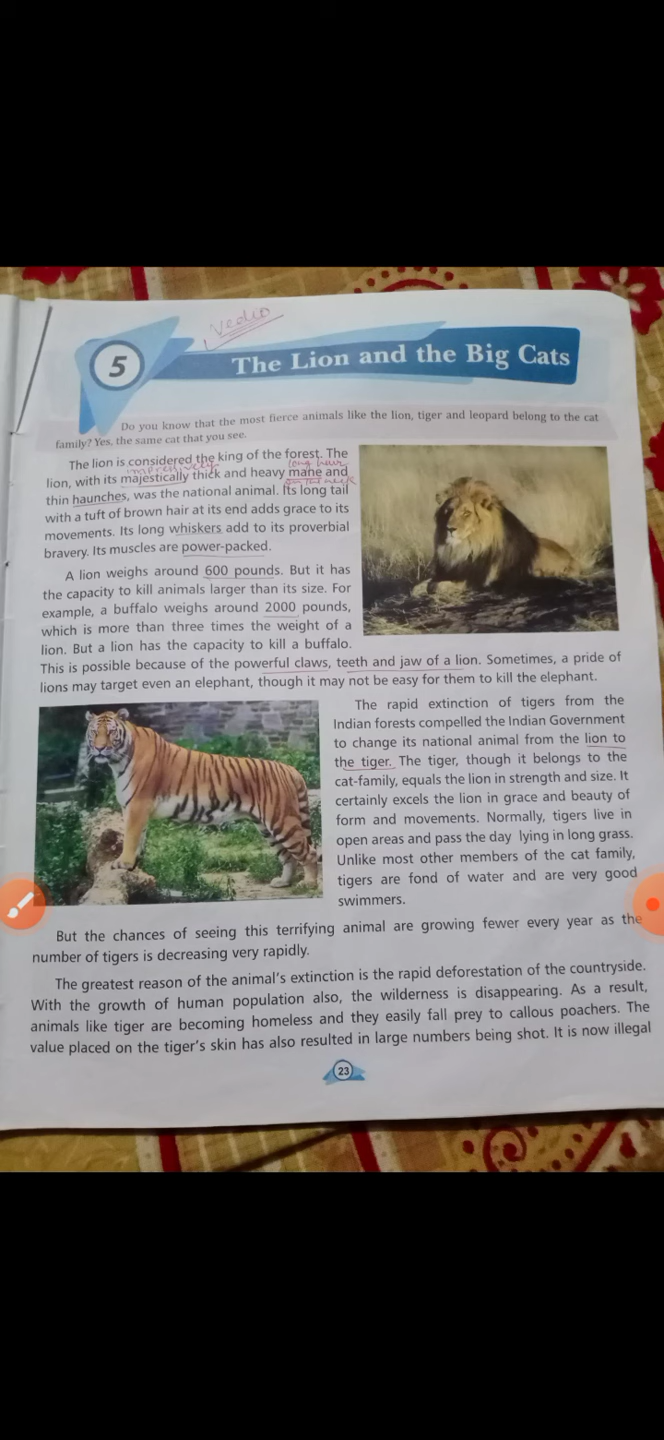 Vedio
5
The Lion and the Big Cats
Do you know that the most fierce animals like the lion, tiger and leopard belong to the cat
family? Yes, the same cat that you see.
The lion is considered the king of the forest. The
impressively
long hair
lion, with its majestically thick and heavy mane and
on the neck
thin haunches, was the national animal. Its long tail
with a tuft of brown hair at its end adds grace to its
movements. Its long whiskers add to its proverbial
bravery. Its muscles are power-packed.
A lion weighs around 600 pounds. But it has
the capacity to kill animals larger than its size. For
example, a buffalo weighs around 2000 pounds,
which is more than three times the weight of a
lion. But a lion has the capacity to kill a buffalo.
This is possible because of the powerful claws, teeth and jaw of a lion. Sometimes, a pride of
lions may target even an elephant, though it may not be easy for them to kill the elephant.
The rapid extinction of tigers from the
Indian forests compelled the Indian Government
to change its national animal from the lion to
the tiger. The tiger, though it belongs to the
cat-family, equals the lion in strength and size. It
certainly excels the lion in grace and beauty of
form and movements. Normally, tigers live in
open areas and pass the day lying in long grass.
Unlike most other members of the cat family,
tigers are fond of water and are very good
swimmers.
But the chances of seeing this terrifying animal are growing fewer every year as the
number of tigers is decreasing very rapidly.
The greatest reason of the animal's extinction is the rapid deforestation of the countryside.
With the growth of human population also, the wilderness is disappearing. As a result,
animals like tiger are becoming homeless and they easily fall prey to callous poachers. The
value placed on the tiger's skin has also resulted in large numbers being shot. It is now illegal
23